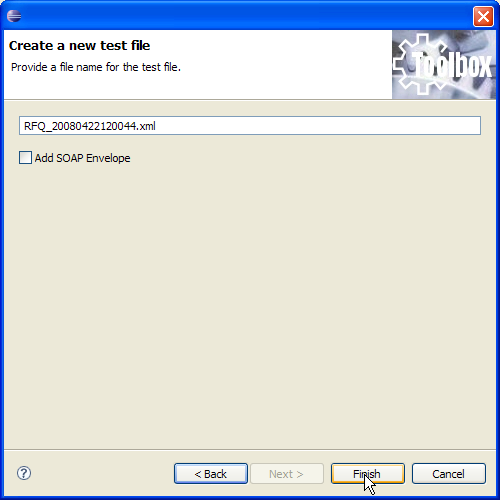 Create a new test file
Provide a file name for the test file.
Toolbox
RFQ_20080422120044.xml
Add SOAP Envelope
?
< Back
Next >
Finish
Cancel